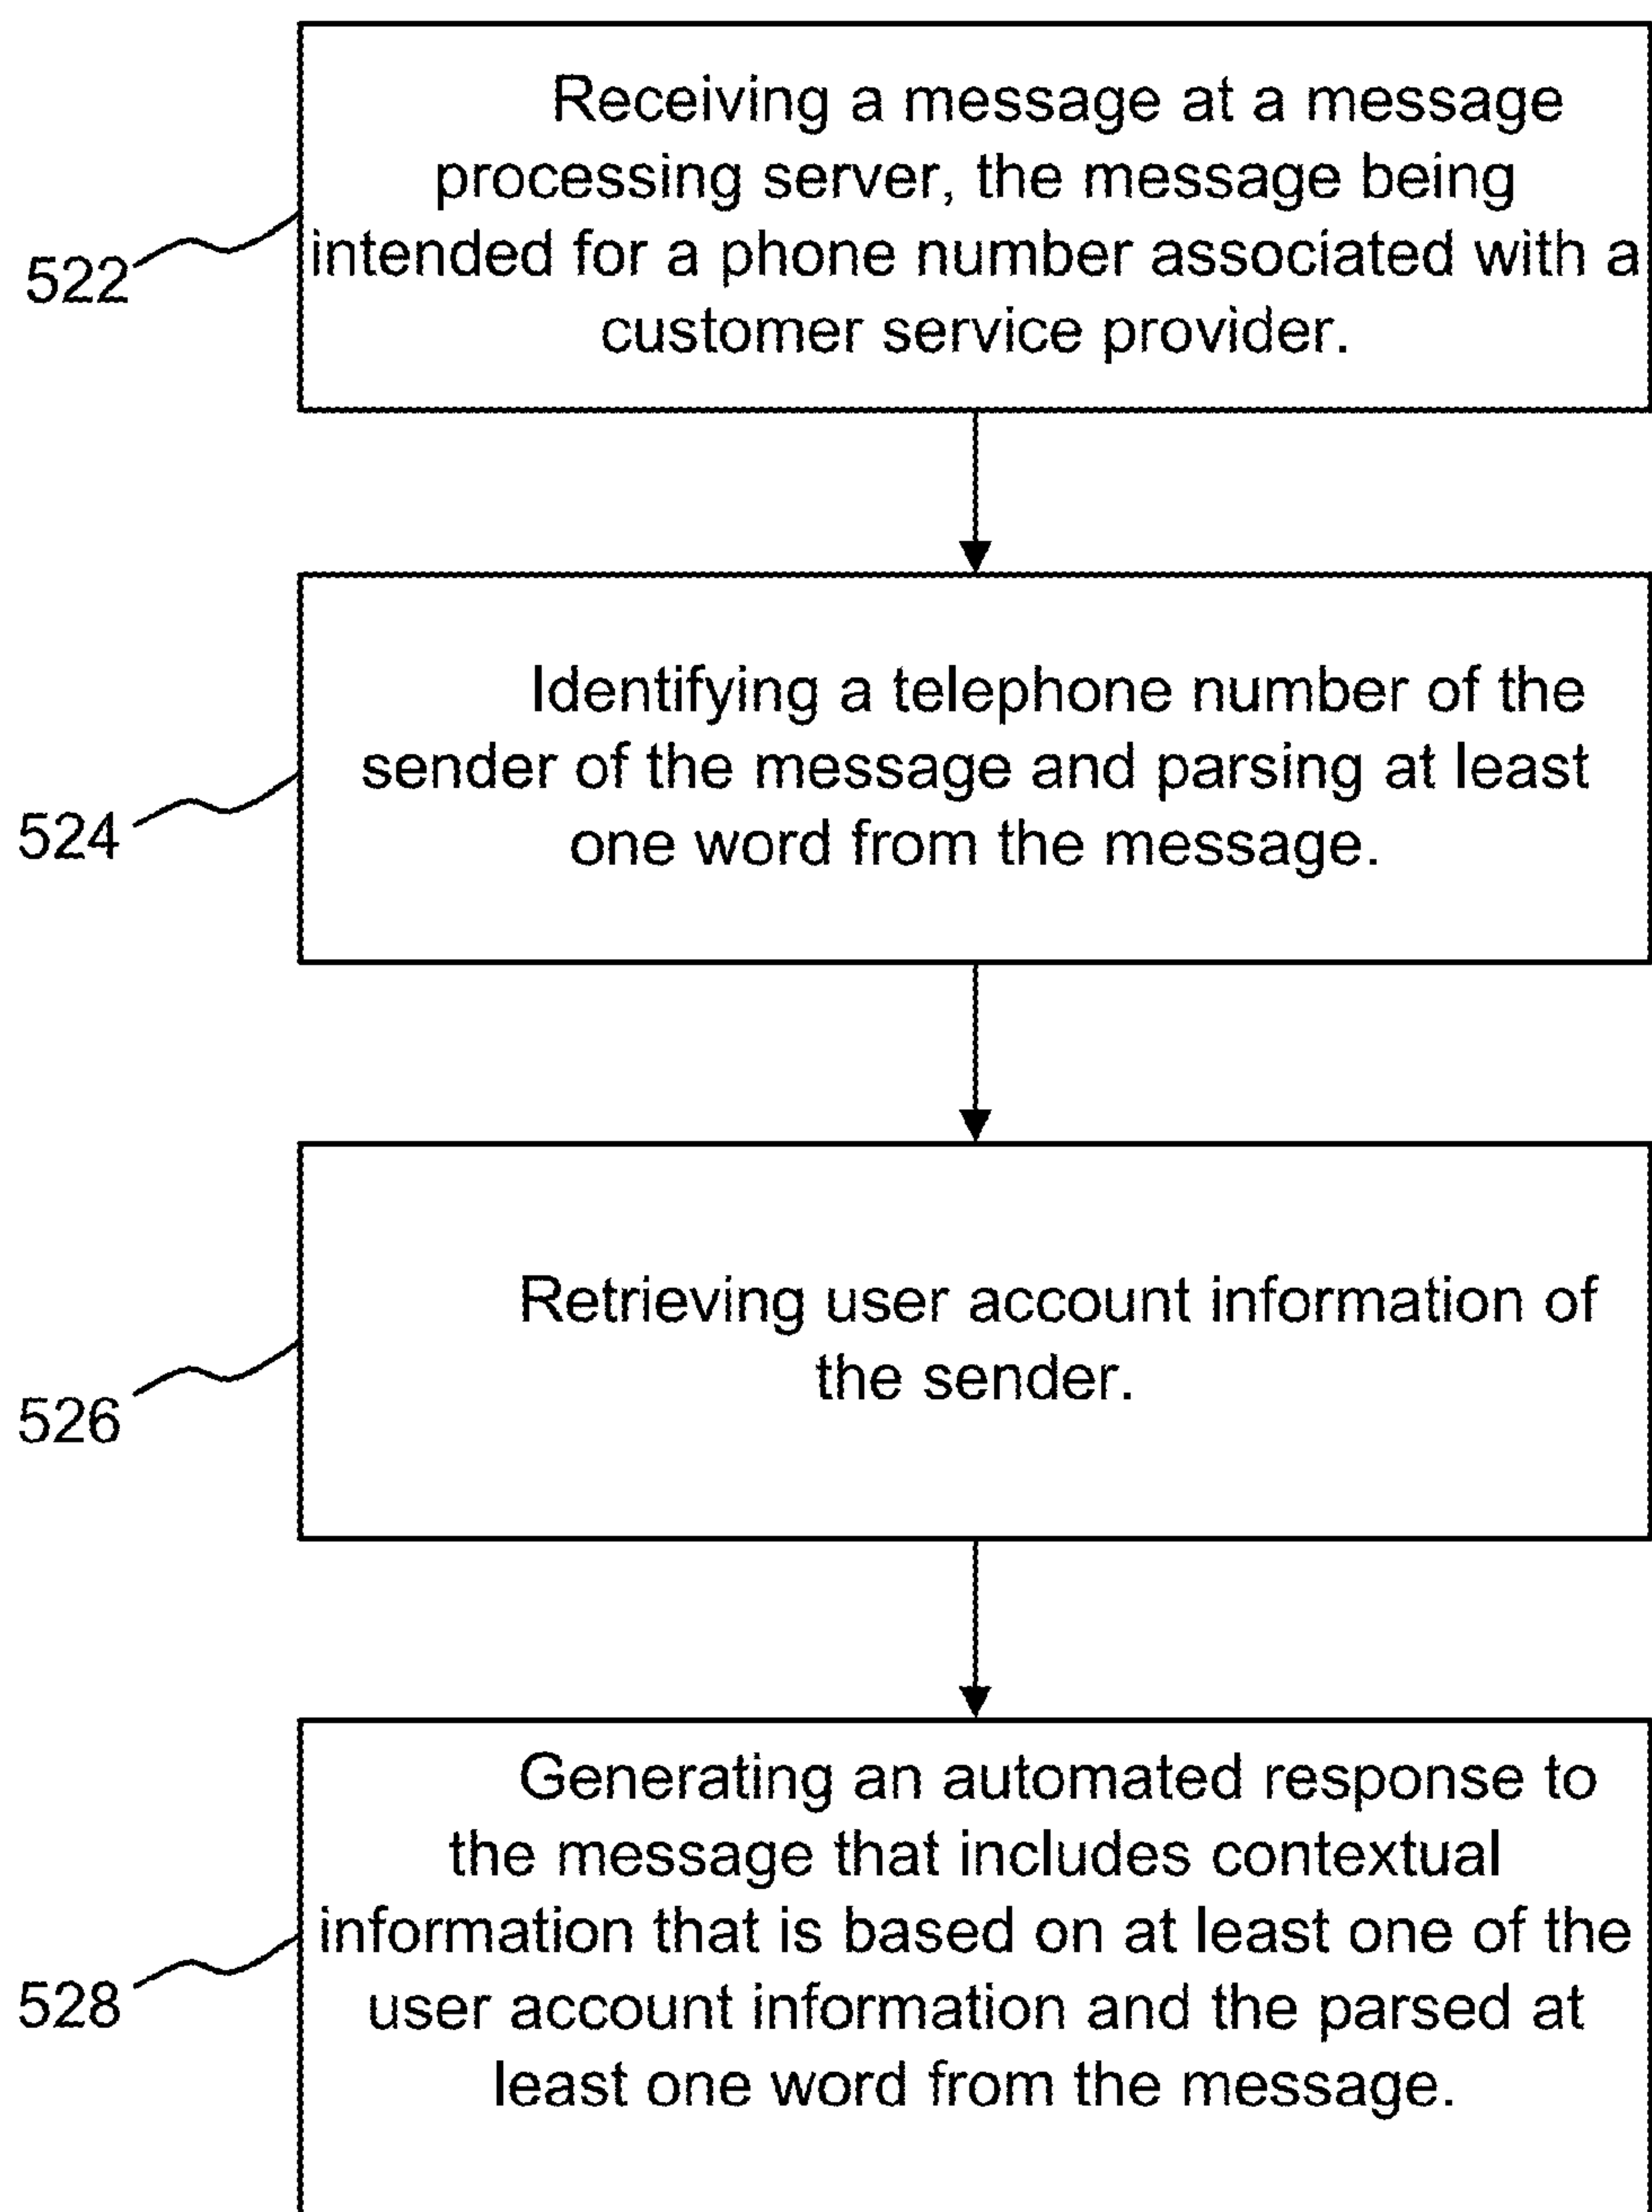 Receiving a message at a message
processing server, the message being
intended for a phone number associated with a
customer service provider.
522
Identifying a telephone number of the
sender of the message and parsing at least
one word from the message.
524
Retrieving user account information of
the sender.
526
Generating an automated response to
the message that includes contextual
information that is based on at least one of the
user account information and the parsed at
least one word from the message.
528